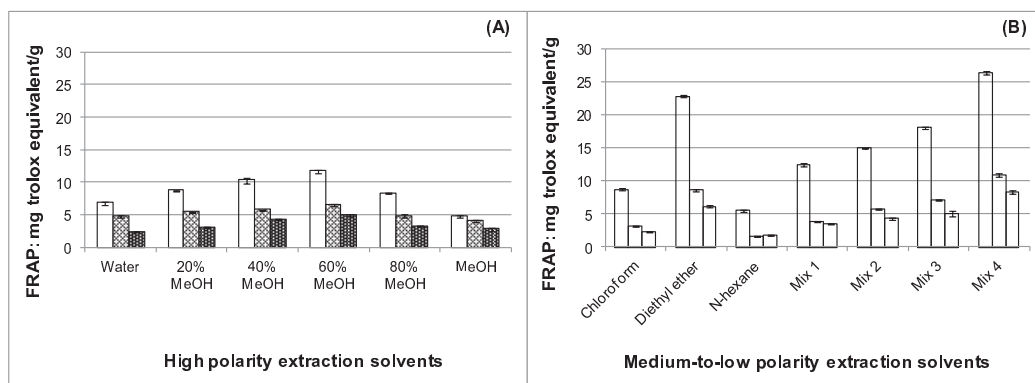 (A)
FRAP: mg trolox equivalent/g
30
25
20
15
10
5
0
Water
20% MeOH
40% MeOH
60% MeOH
80% MeOH
MeOH
High polarity extraction solvents
(B)
FRAP: mg trolox equivalent/g
30
25
20
15
10
5
0
Chloroform
Diethyl ether
N-hexane
Mix 1
Mix 2
Mix 3
Mix 4
Medium-to-low polarity extraction solvents